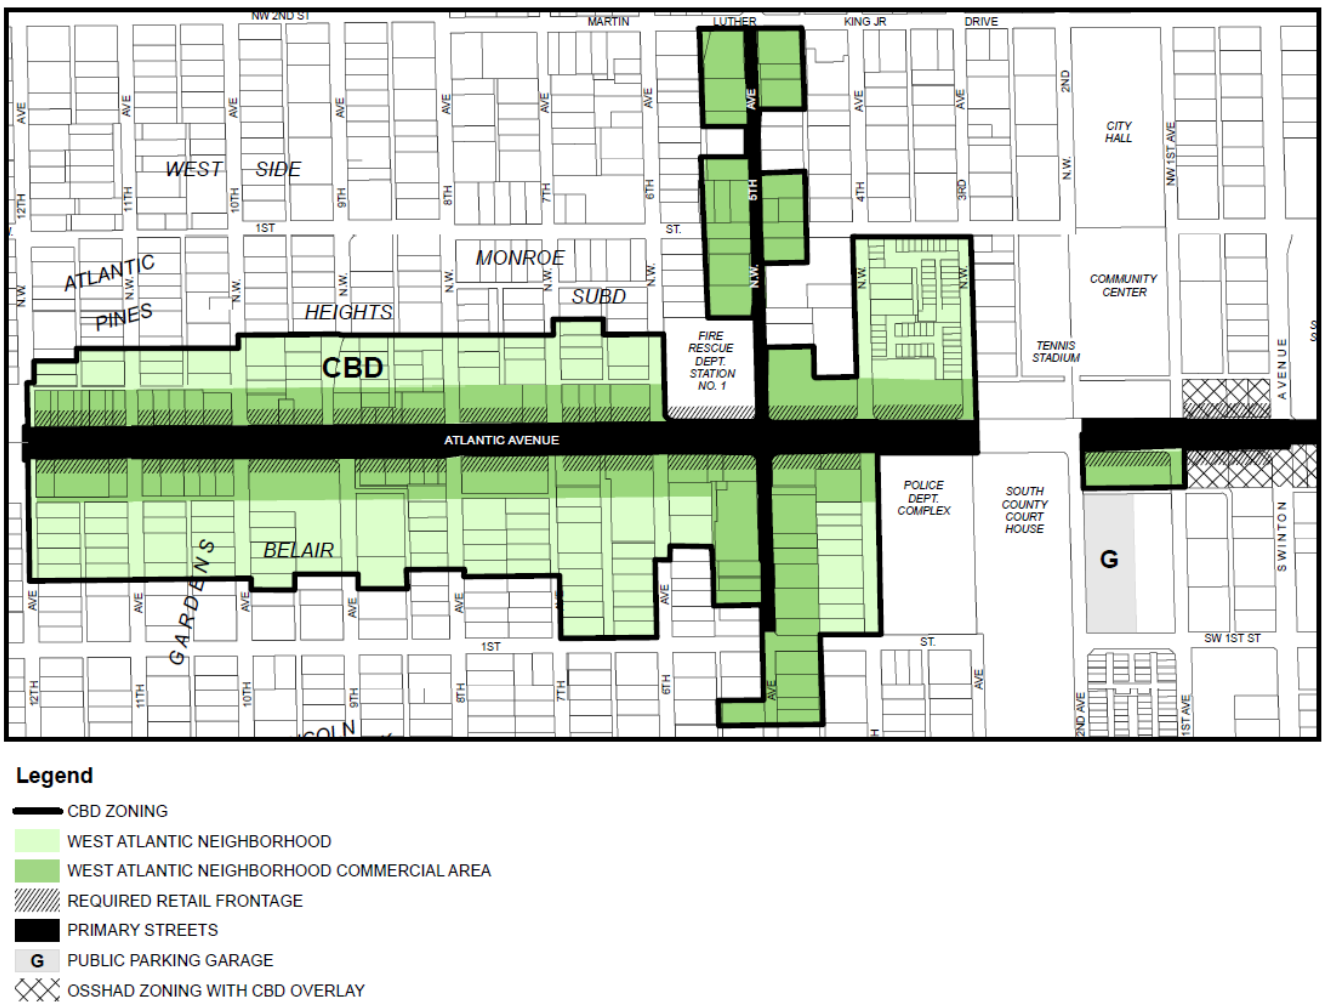 NW 2ND ST
MARTIN LUTHER KING JR DRIVE
12TH AVE
11TH AVE
10TH AVE
9TH AVE
8TH AVE
7TH AVE
6TH AVE
AVE
5TH
N.W.
4TH AVE
3RD AVE
N.W. 2ND
NW 1ST AVE
CITY
HALL
WEST SIDE
1ST
ST.
ATLANTIC
PINES
MONROE
SUBD
HEIGHTS
N.W.
N.W.
N.W.
N.W.
N.W.
N.W.
N.W.
N.W.
N.W.
COMMUNITY
CENTER
TENNIS
STADIUM
FIRE
RESCUE
DEPT.
STATION
NO. 1
CBD
AVENUE
ATLANTIC AVENUE
POLICE
DEPT.
COMPLEX
SOUTH
COUNTY
COURT
HOUSE
G
SWINTON
BELAIR
GARDENS
AVE
AVE
AVE
AVE
AVE
AVE
AVE
1ST
ST.
SW 1ST ST
12TH
11TH
10TH
9TH
8TH
7TH
6TH
AVE
AVE
2ND AVE
1ST AVE
COLN
Legend
CBD ZONING
WEST ATLANTIC NEIGHBORHOOD
WEST ATLANTIC NEIGHBORHOOD COMMERCIAL AREA
REQUIRED RETAIL FRONTAGE
PRIMARY STREETS
G PUBLIC PARKING GARAGE
OSSHAD ZONING WITH CBD OVERLAY